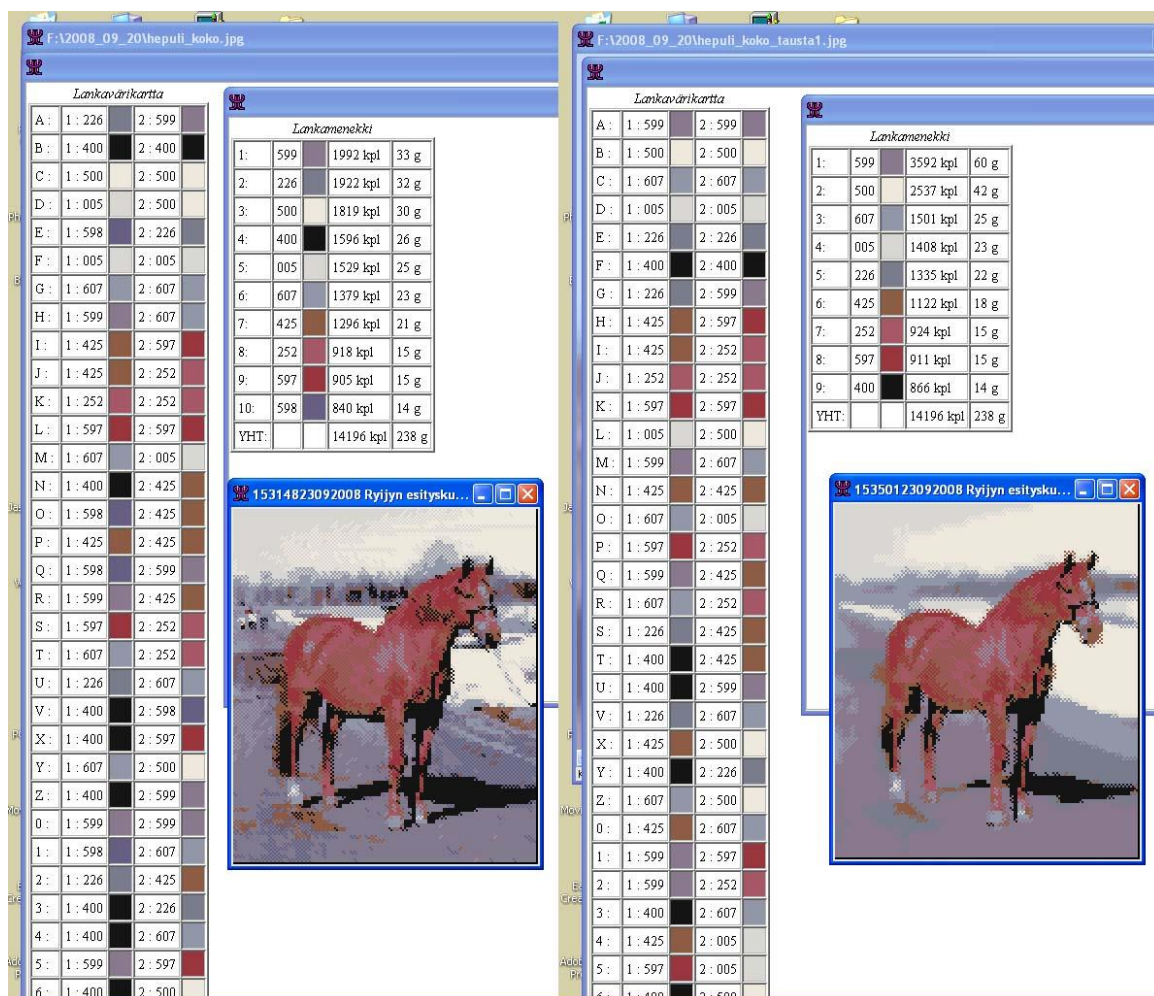 F:\2008_09_20\hepuli_koko.jpg
Lankavärikartta
A : 1 : 226 2 : 599
B : 1 : 400 2 : 400
C : 1 : 500 2 : 500
D : 1 : 005 2 : 500
E : 1 : 598 2 : 226
F : 1 : 005 2 : 005
G : 1 : 607 2 : 607
H : 1 : 599 2 : 607
I : 1 : 425 2 : 597
J : 1 : 425 2 : 252
K : 1 : 252 2 : 252
L : 1 : 597 2 : 597
M : 1 : 607 2 : 005
N : 1 : 400 2 : 425
O : 1 : 598 2 : 425
P : 1 : 425 2 : 425
Q : 1 : 598 2 : 599
R : 1 : 599 2 : 425
S : 1 : 597 2 : 252
T : 1 : 607 2 : 252
U : 1 : 226 2 : 607
V : 1 : 400 2 : 598
X : 1 : 400 2 : 597
Y : 1 : 607 2 : 500
Z : 1 : 400 2 : 599
0 : 1 : 599 2 : 599
1 : 1 : 598 2 : 607
2 : 1 : 226 2 : 425
3 : 1 : 400 2 : 226
4 : 1 : 400 2 : 607
5 : 1 : 599 2 : 597
6 : 1 : 400 2 : 500
Lankamenekki
1: 599 1992 kpl 33 g
2: 226 1922 kpl 32 g
3: 500 1819 kpl 30 g
4: 400 1596 kpl 26 g
5: 005 1529 kpl 25 g
6: 607 1379 kpl 23 g
7: 425 1296 kpl 21 g
8: 252 918 kpl 15 g
9: 597 905 kpl 15 g
10: 598 840 kpl 14 g
YHT: 14196 kpl 238 g
15314823092008 Ryijyn esitysku...
F:\2008_09_20\hepuli_koko_tausta1.jpg
Lankavärikartta
A : 1 : 599 2 : 599
B : 1 : 500 2 : 500
C : 1 : 607 2 : 607
D : 1 : 005 2 : 005
E : 1 : 226 2 : 226
F : 1 : 400 2 : 400
G : 1 : 226 2 : 599
H : 1 : 425 2 : 597
I : 1 : 425 2 : 252
J : 1 : 252 2 : 252
K : 1 : 597 2 : 597
L : 1 : 005 2 : 500
M : 1 : 599 2 : 607
N : 1 : 425 2 : 425
O : 1 : 607 2 : 005
P : 1 : 597 2 : 252
Q : 1 : 599 2 : 425
R : 1 : 607 2 : 252
S : 1 : 226 2 : 425
T : 1 : 400 2 : 425
U : 1 : 400 2 : 599
V : 1 : 226 2 : 607
X : 1 : 425 2 : 500
Y : 1 : 400 2 : 226
Z : 1 : 607 2 : 500
0 : 1 : 425 2 : 607
1 : 1 : 599 2 : 597
2 : 1 : 599 2 : 252
3 : 1 : 400 2 : 607
4 : 1 : 425 2 : 005
5 : 1 : 597 2 : 005
Lankamenekki
1: 599 3592 kpl 60 g
2: 500 2537 kpl 42 g
3: 607 1501 kpl 25 g
4: 005 1408 kpl 23 g
5: 226 1335 kpl 22 g
6: 425 1122 kpl 18 g
7: 252 924 kpl 15 g
8: 597 911 kpl 15 g
9: 400 866 kpl 14 g
YHT: 14196 kpl 238 g
15350123092008 Ryijyn esitysku...